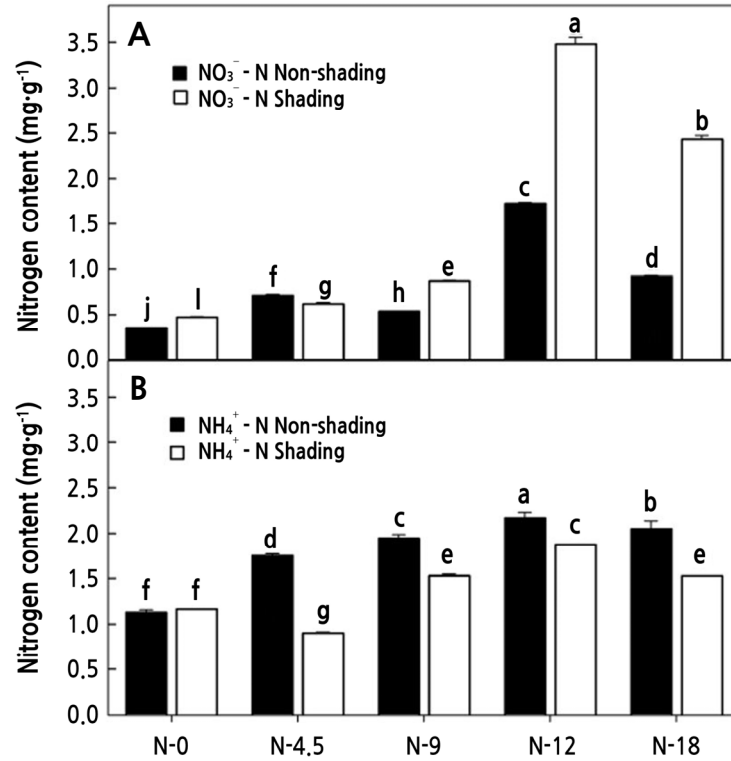 A
NO₃⁻ - N Non-shading
NO₃⁻ - N Shading
Nitrogen content (mg·g⁻¹)
3.5
3.0
2.5
2.0
1.5
1.0
0.5
0.0
j l f g h e c a d b
B
NH₄⁺ - N Non-shading
NH₄⁺ - N Shading
Nitrogen content (mg·g⁻¹)
3.5
3.0
2.5
2.0
1.5
1.0
0.5
0.0
f f d g c e a c b e
N-0 N-4.5 N-9 N-12 N-18